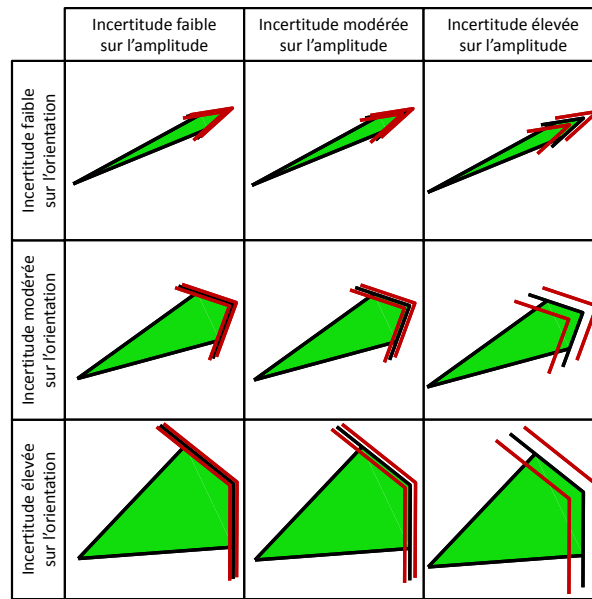 Incertitude faible
sur l'amplitude
Incertitude modérée
sur l'amplitude
Incertitude élevée
sur l'amplitude
Incertitude faible
sur l'orientation
Incertitude modérée
sur l'orientation
Incertitude élevée
sur l'orientation